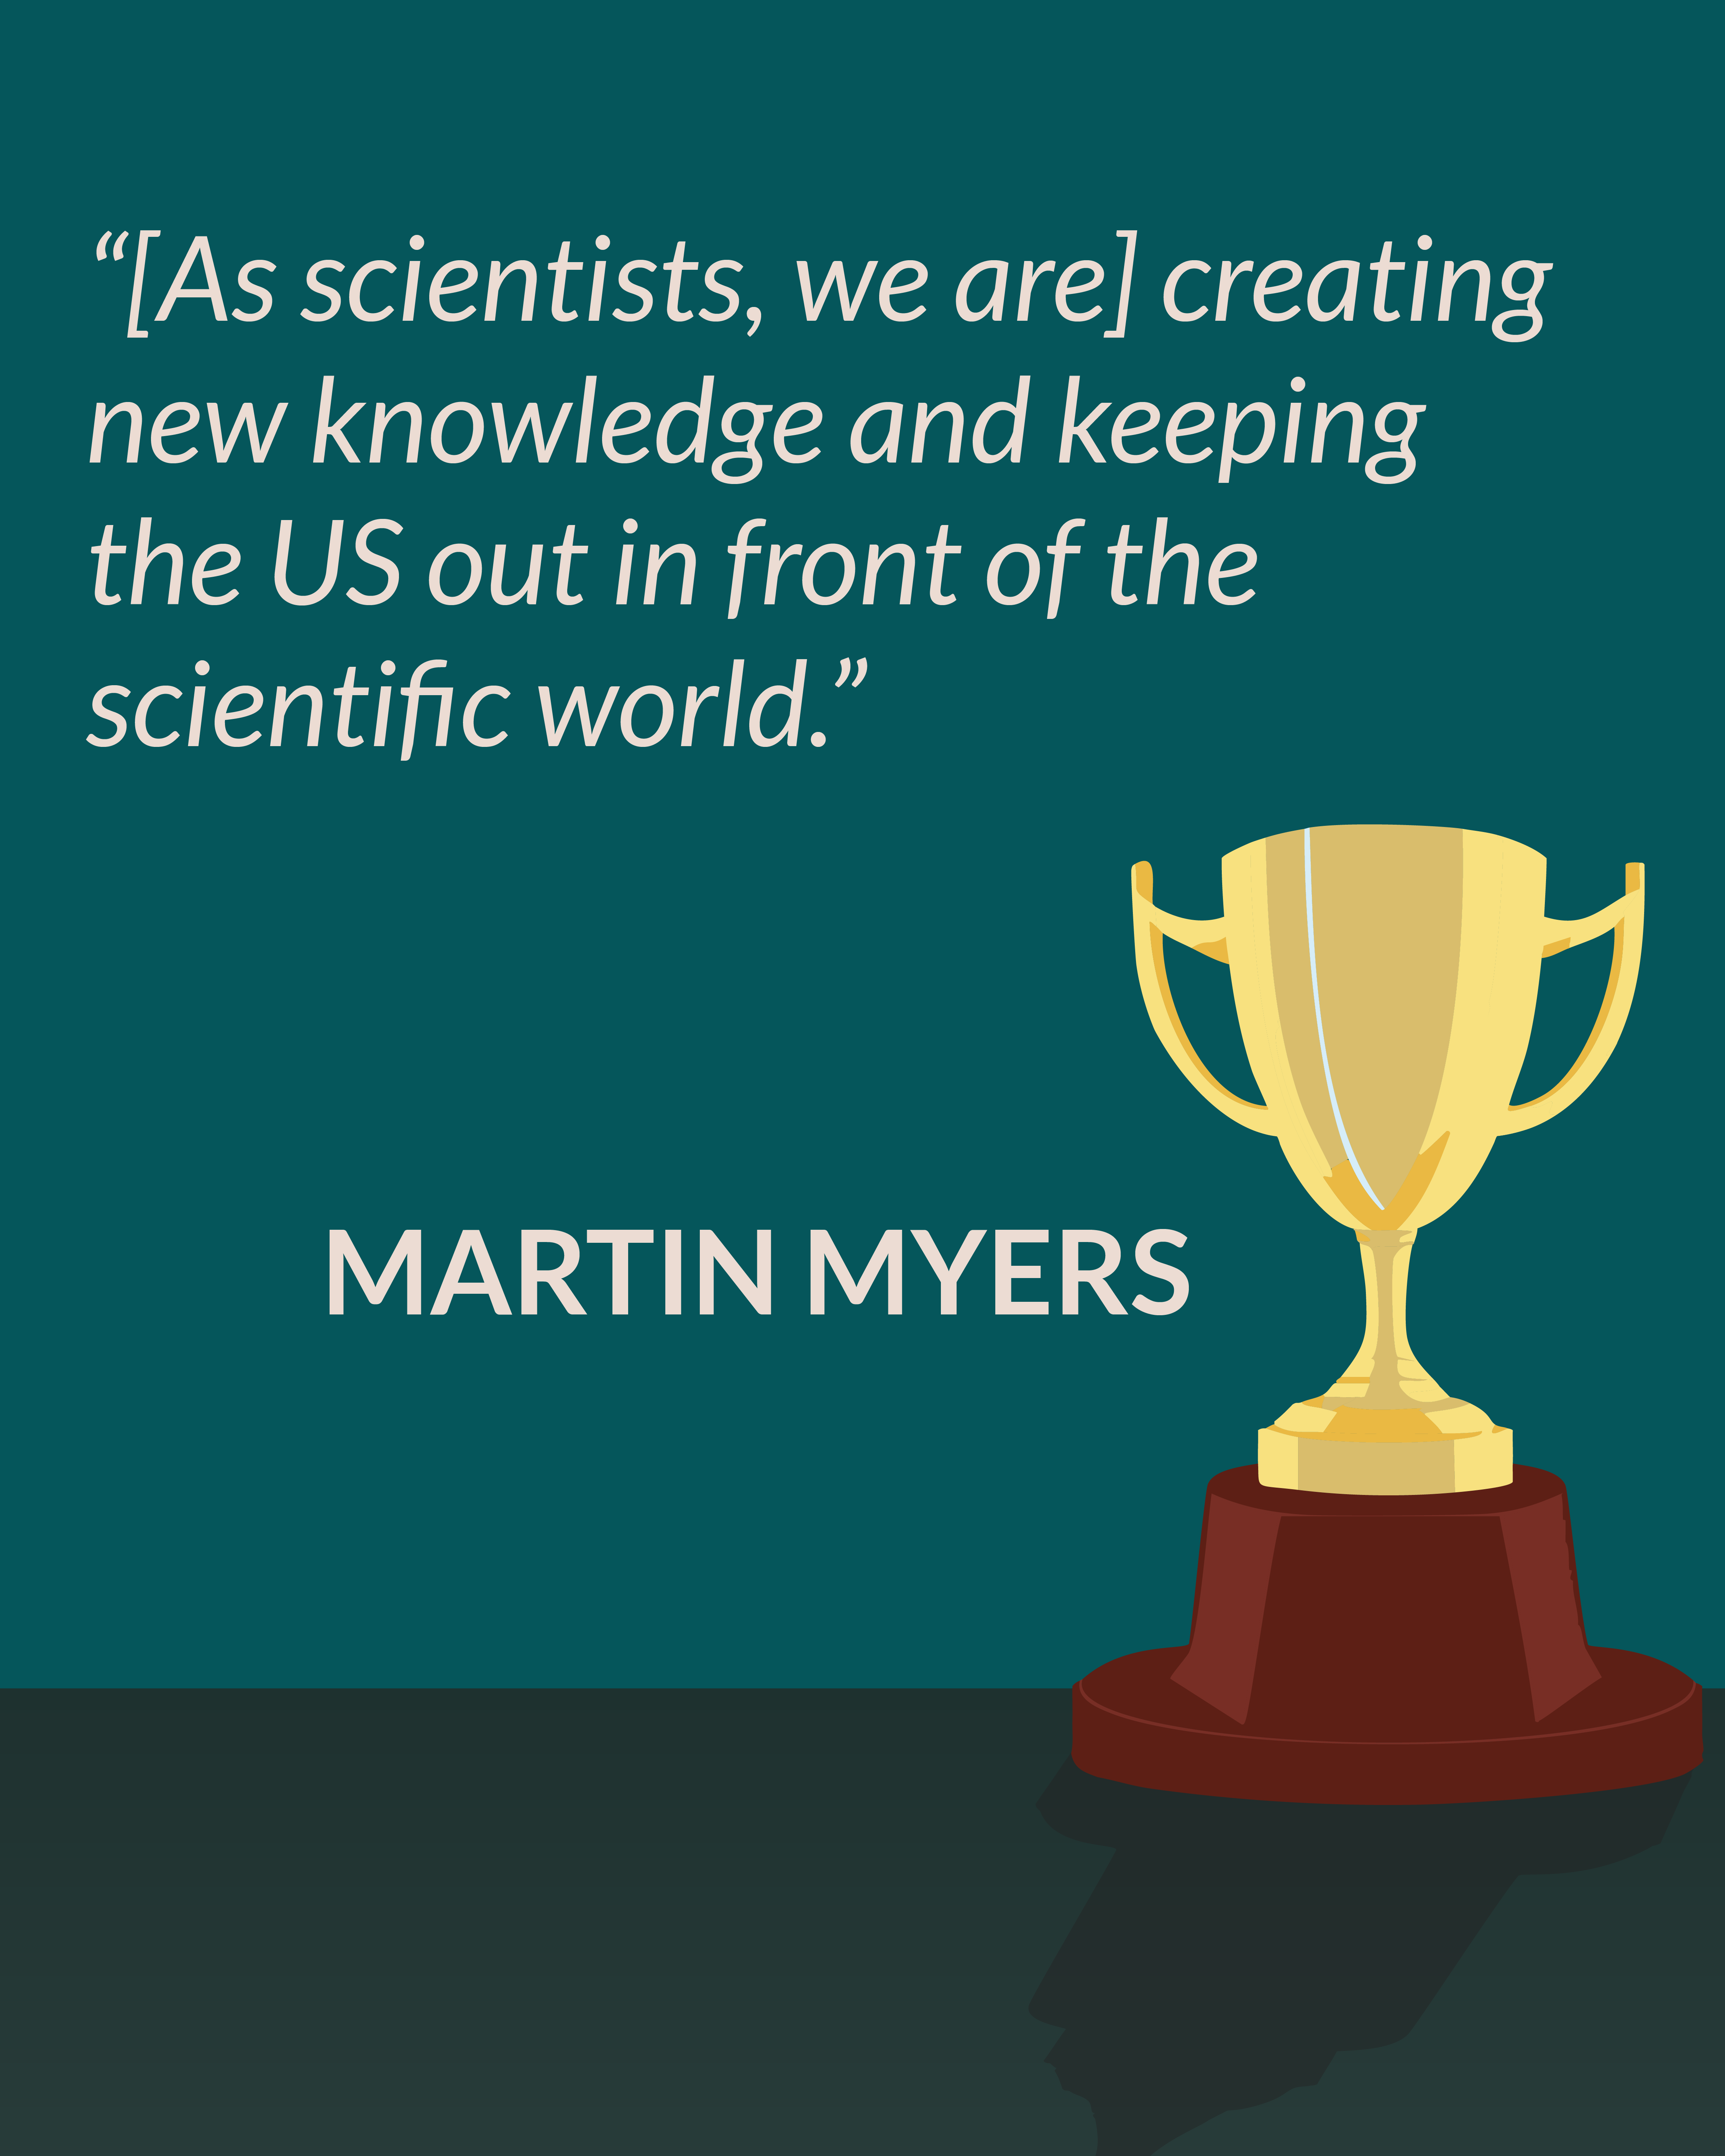 “[As scientists, we are] creating
new knowledge and keeping
the US out in front of the
scientific world.”
MARTIN MYERS